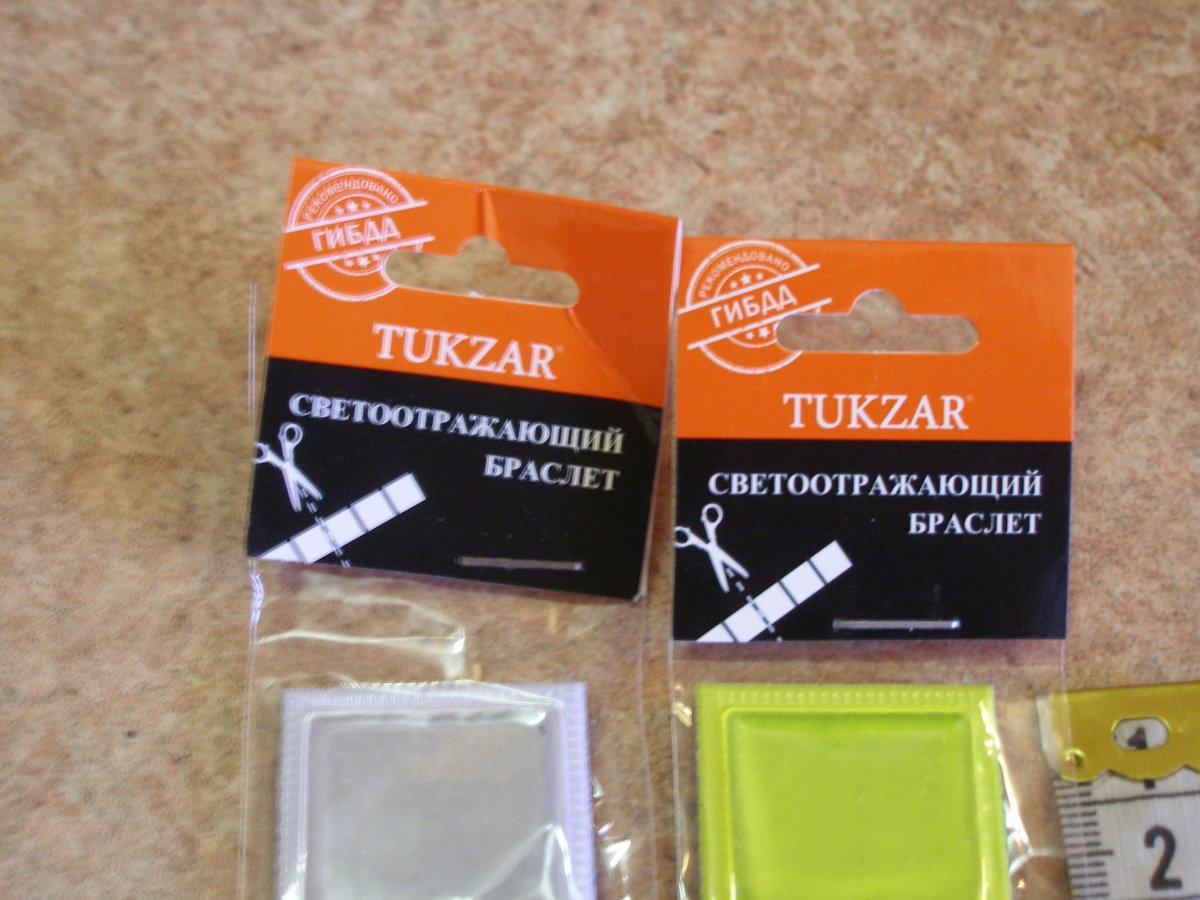 РЕКОМЕНДОВАНО
ГИБДД
TUKZAR
СВЕТООТРАЖАЮЩИЙ
БРАСЛЕТ
РЕКОМЕНДОВАНО
ГИБДД
TUKZAR
СВЕТООТРАЖАЮЩИЙ
БРАСЛЕТ
1
2